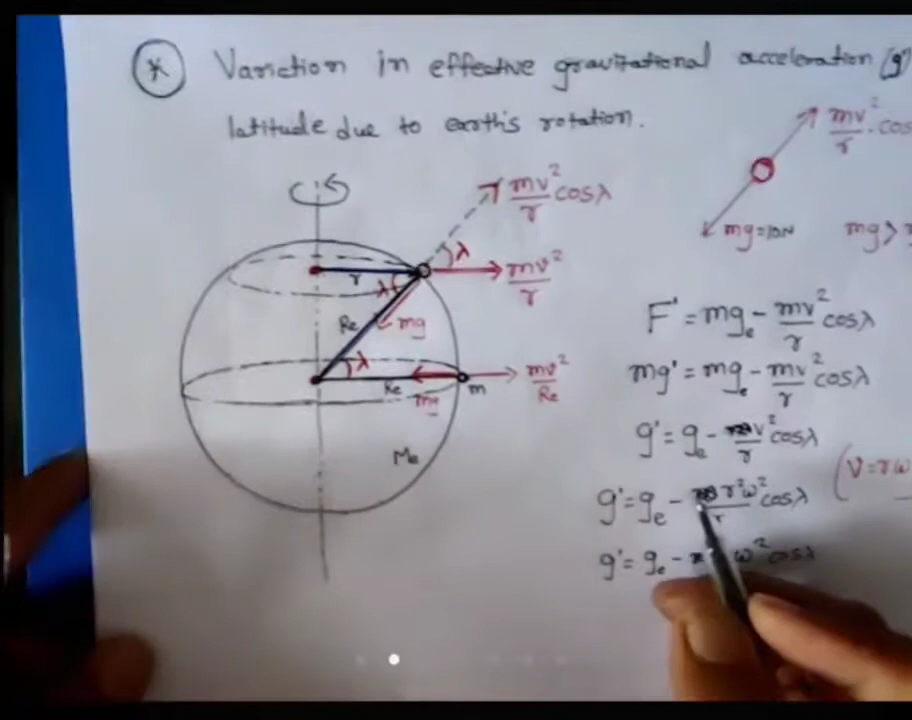 * Variation in effective gravitational acceleration (g')
latitude due to earth's rotation.
mv²/r cosλ
mv²/r . cos
mg=10N
mg>
λ
mv²/r
r
λ
Re
mg
λ
mv²/Re
Re
mg
m
Me
F' = mge - mv²/r cosλ
mg' = mge - mv²/r cosλ
g' = ge - v²/r cosλ
(V=rω
g' = ge - r²ω²/r cosλ
g' = ge - ω² cosλ